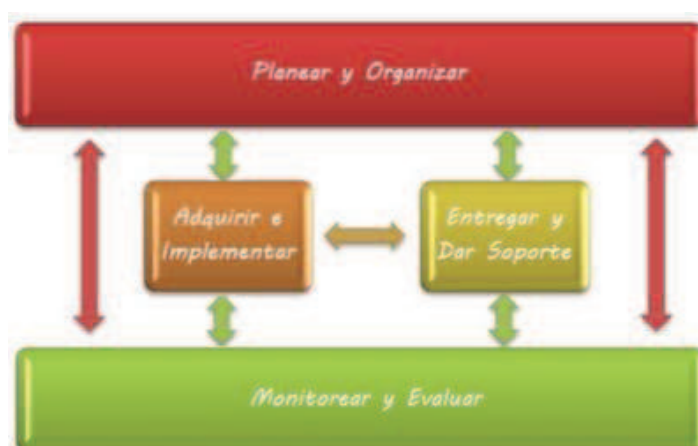 Planear y Organizar
Adquirir e
Implementar
Entregar y
Dar Soporte
Monitorear y Evaluar